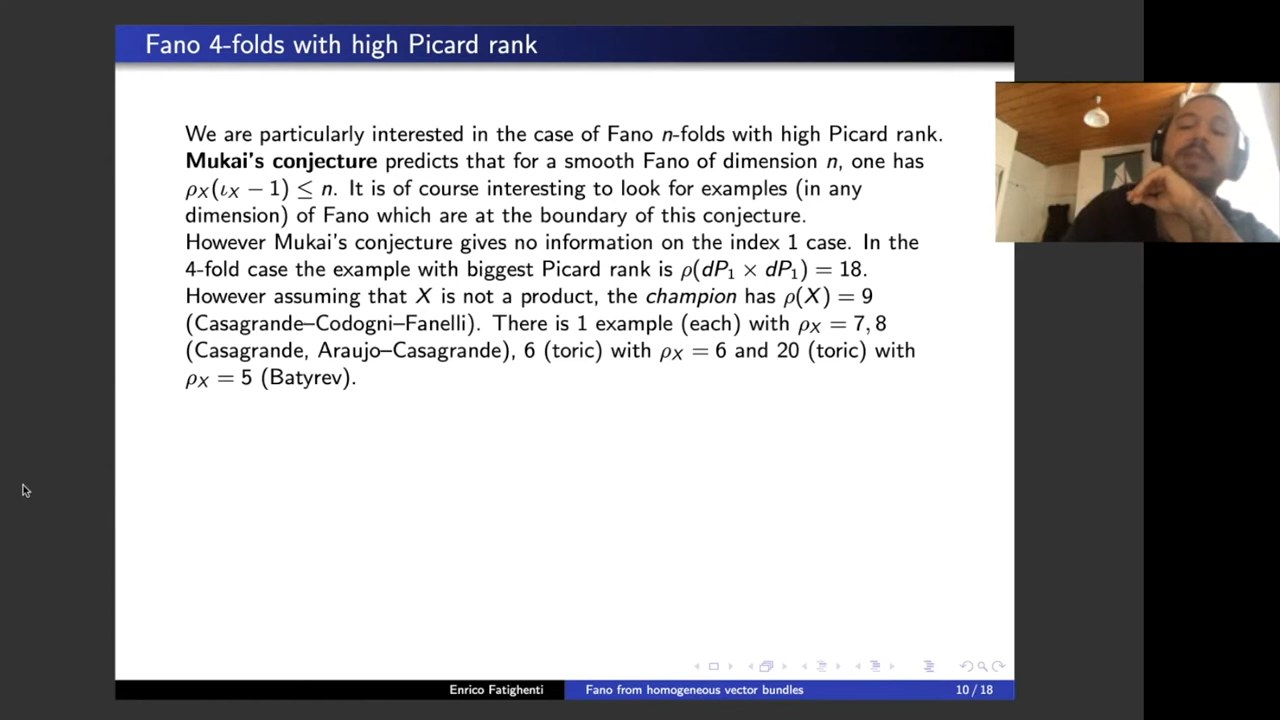 Fano 4-folds with high Picard rank
We are particularly interested in the case of Fano n-folds with high Picard rank.
Mukai's conjecture predicts that for a smooth Fano of dimension n, one has
ρX(ιX − 1) ≤ n. It is of course interesting to look for examples (in any
dimension) of Fano which are at the boundary of this conjecture.
However Mukai's conjecture gives no information on the index 1 case. In the
4-fold case the example with biggest Picard rank is ρ(dP1 × dP1) = 18.
However assuming that X is not a product, the champion has ρ(X) = 9
(Casagrande–Codogni–Fanelli). There is 1 example (each) with ρX = 7, 8
(Casagrande, Araujo–Casagrande), 6 (toric) with ρX = 6 and 20 (toric) with
ρX = 5 (Batyrev).
Enrico Fatighenti Fano from homogeneous vector bundles 10 / 18